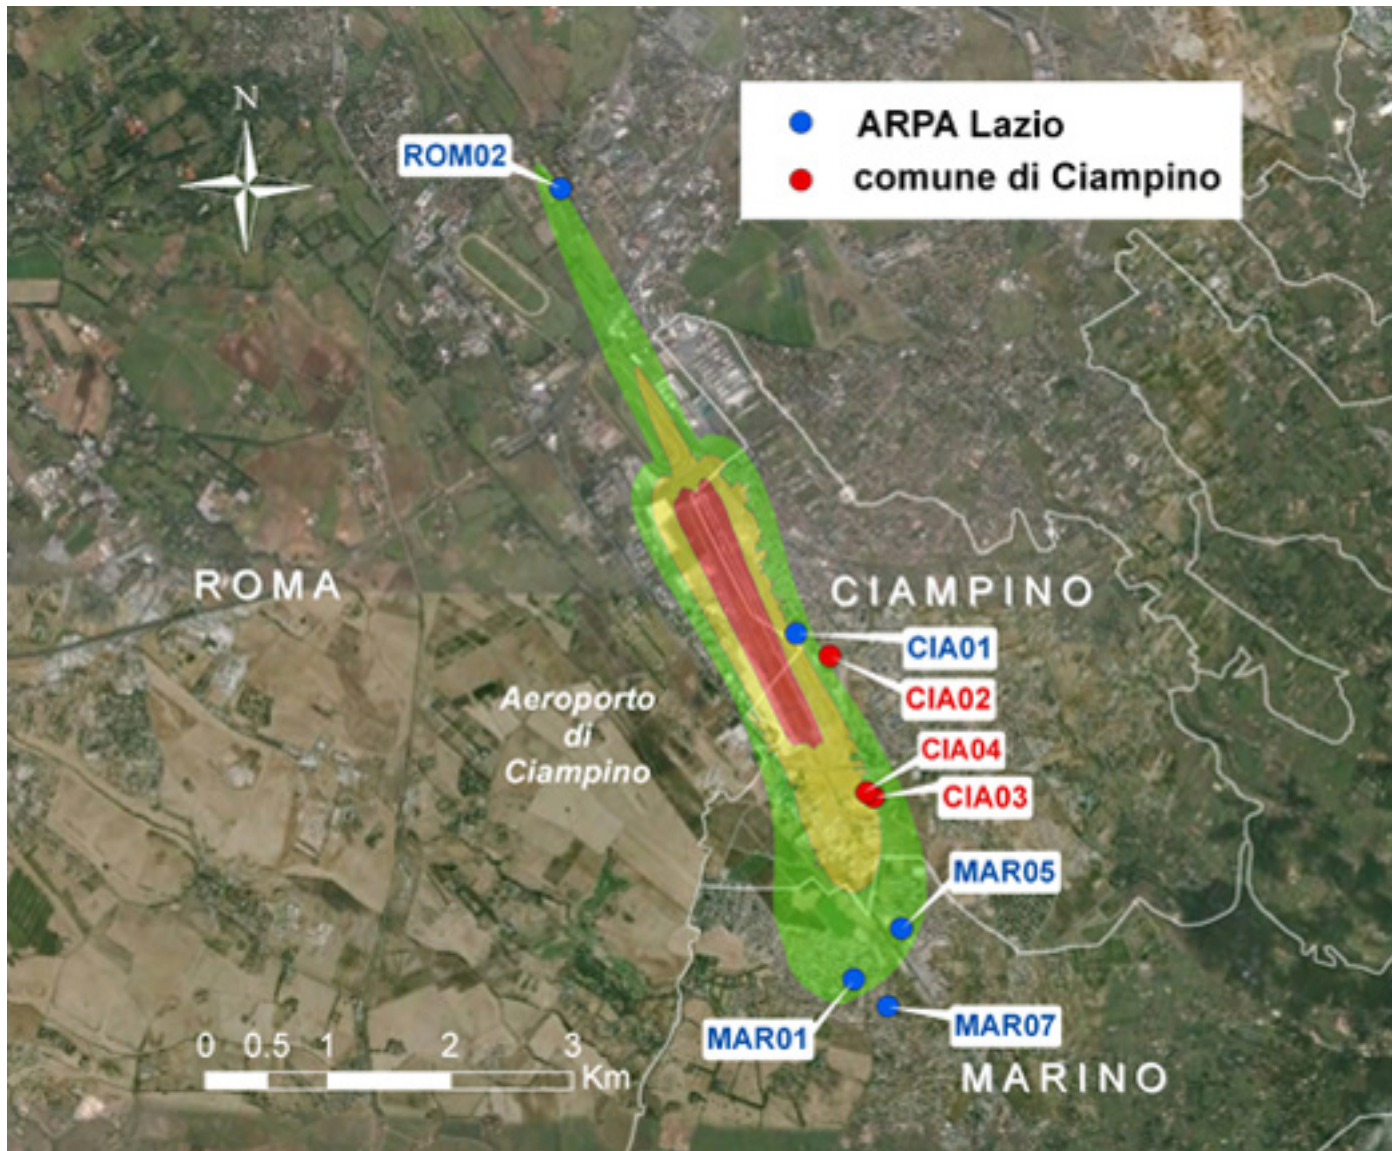 N
ROM02
ARPA Lazio
comune di Ciampino
ROMA
CIAMPINO
CIA01
Aeroporto
di
Ciampino
CIA02
CIA04
CIA03
MAR05
MAR01
MAR07
0 0.5 1 2 3
Km
MARINO